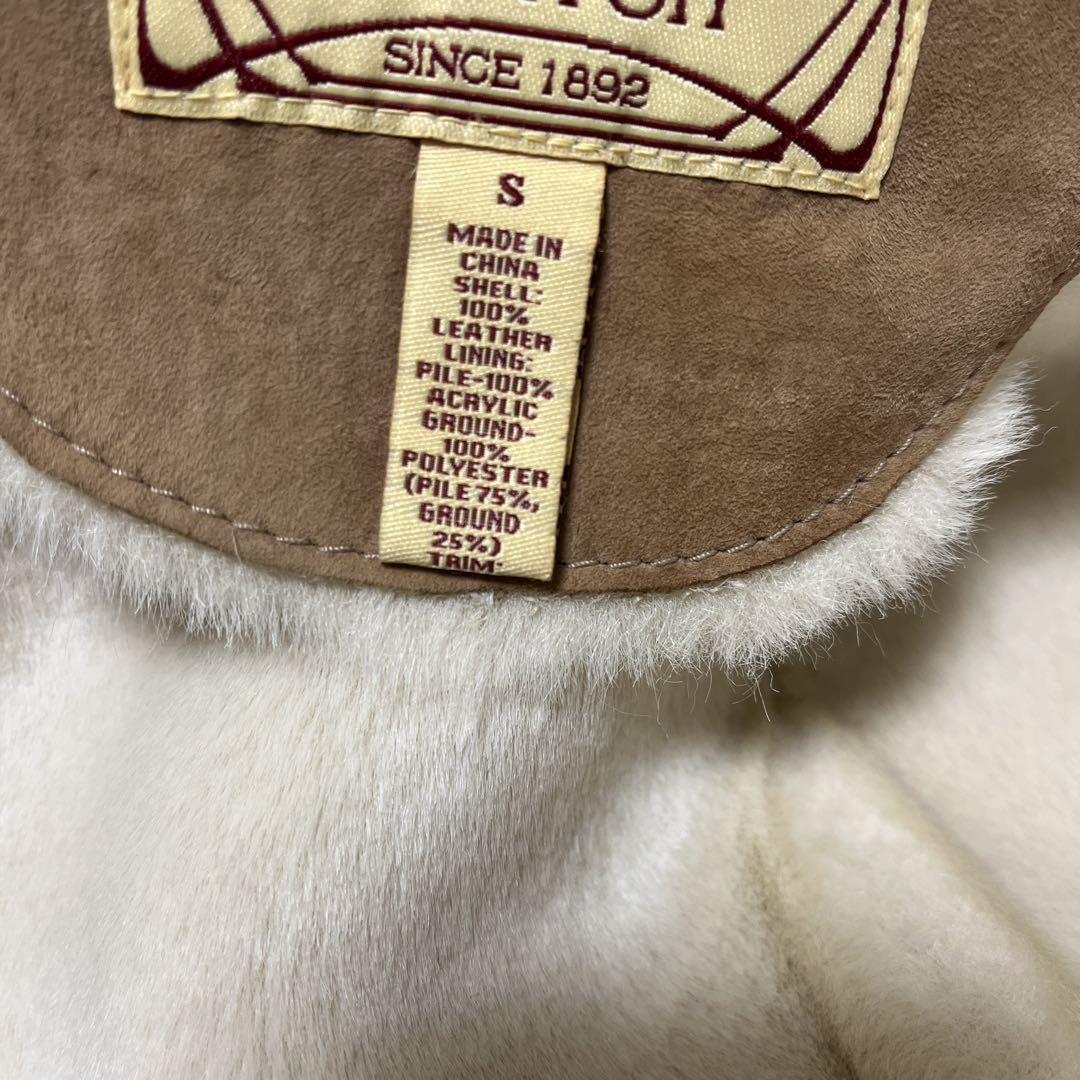 SINCE 1892
S
MADE IN
CHINA
SHELL:
100%
LEATHER
LINING:
PILE-100%
ACRYLIC
GROUND-
100%
POLYESTER
(PILE 75%,
GROUND
25%)
TRIM: